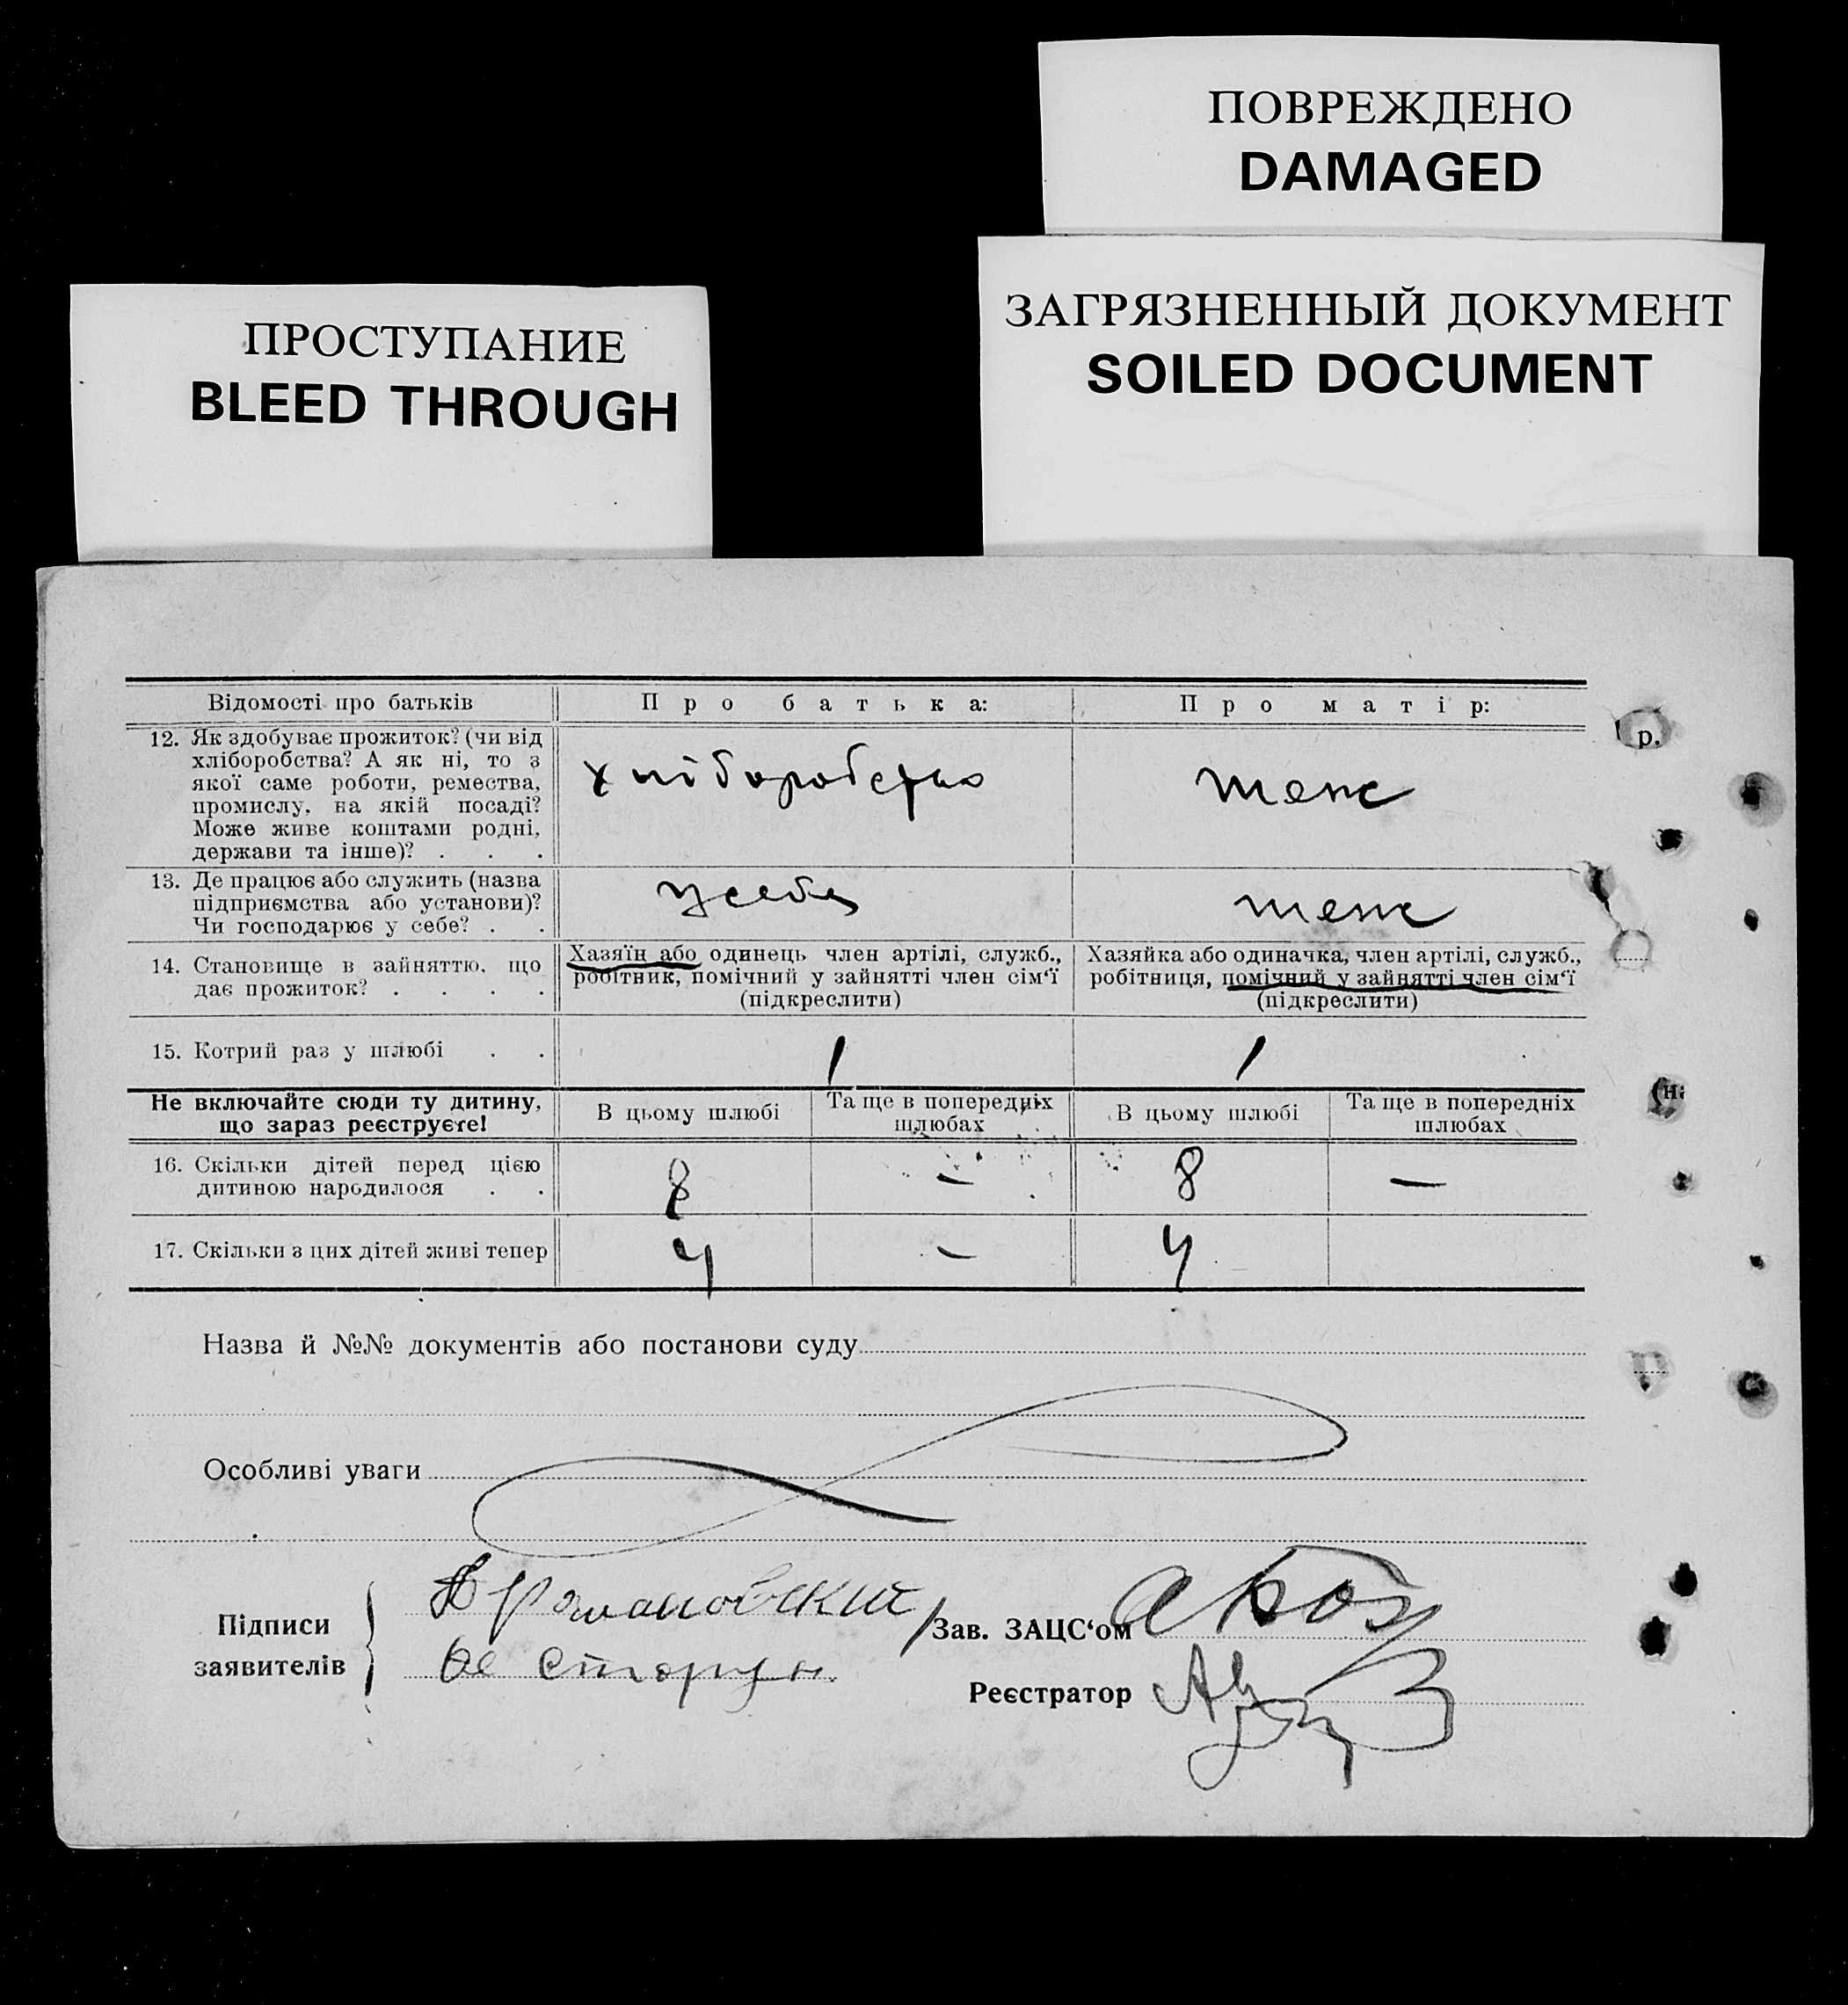 ПОВРЕЖДЕНО
DAMAGED
ЗАГРЯЗНЕННЫЙ ДОКУМЕНТ
SOILED DOCUMENT
ПРОСТУПАНИЕ
BLEED THROUGH
Відомості про батьків
Про батька:
Про матір:
р.
12. Як здобуває прожиток? (чи від
хліборобства? А як ні, то з
якої саме роботи, ремества,
промислу, на якій посаді?
Може живе коштами родні,
держави та інше)? . . .
хліборобство
теж
13. Де працює або служить (назва
підприємства або установи)?
Чи господарює у себе? . .
у себе
теж
14. Становище в зайняттю, що
дає прожиток? . . . .
Хазяїн або одинець член артілі, служб.,
робітник, помічний у зайнятті член сім‘ї
(підкреслити)
Хазяйка або одиначка, член артілі, служб.,
робітниця, помічний у зайнятті член сім‘ї
(підкреслити)
15. Котрий раз у шлюбі . .
1
1
Не включайте сюди ту дитину,
що зараз реєструєте!
В цьому шлюбі
Та ще в попередніх
шлюбах
В цьому шлюбі
Та ще в попередніх
шлюбах
(на
16. Скільки дітей перед цією
дитиною народилося . .
8
–
8
–
17. Скільки з цих дітей живі тепер
4
–
4
Назва й №№ документів або постанови суду
Особливі уваги
Підписи
заявителів
Зав. ЗАЦС‘ом
Реєстратор